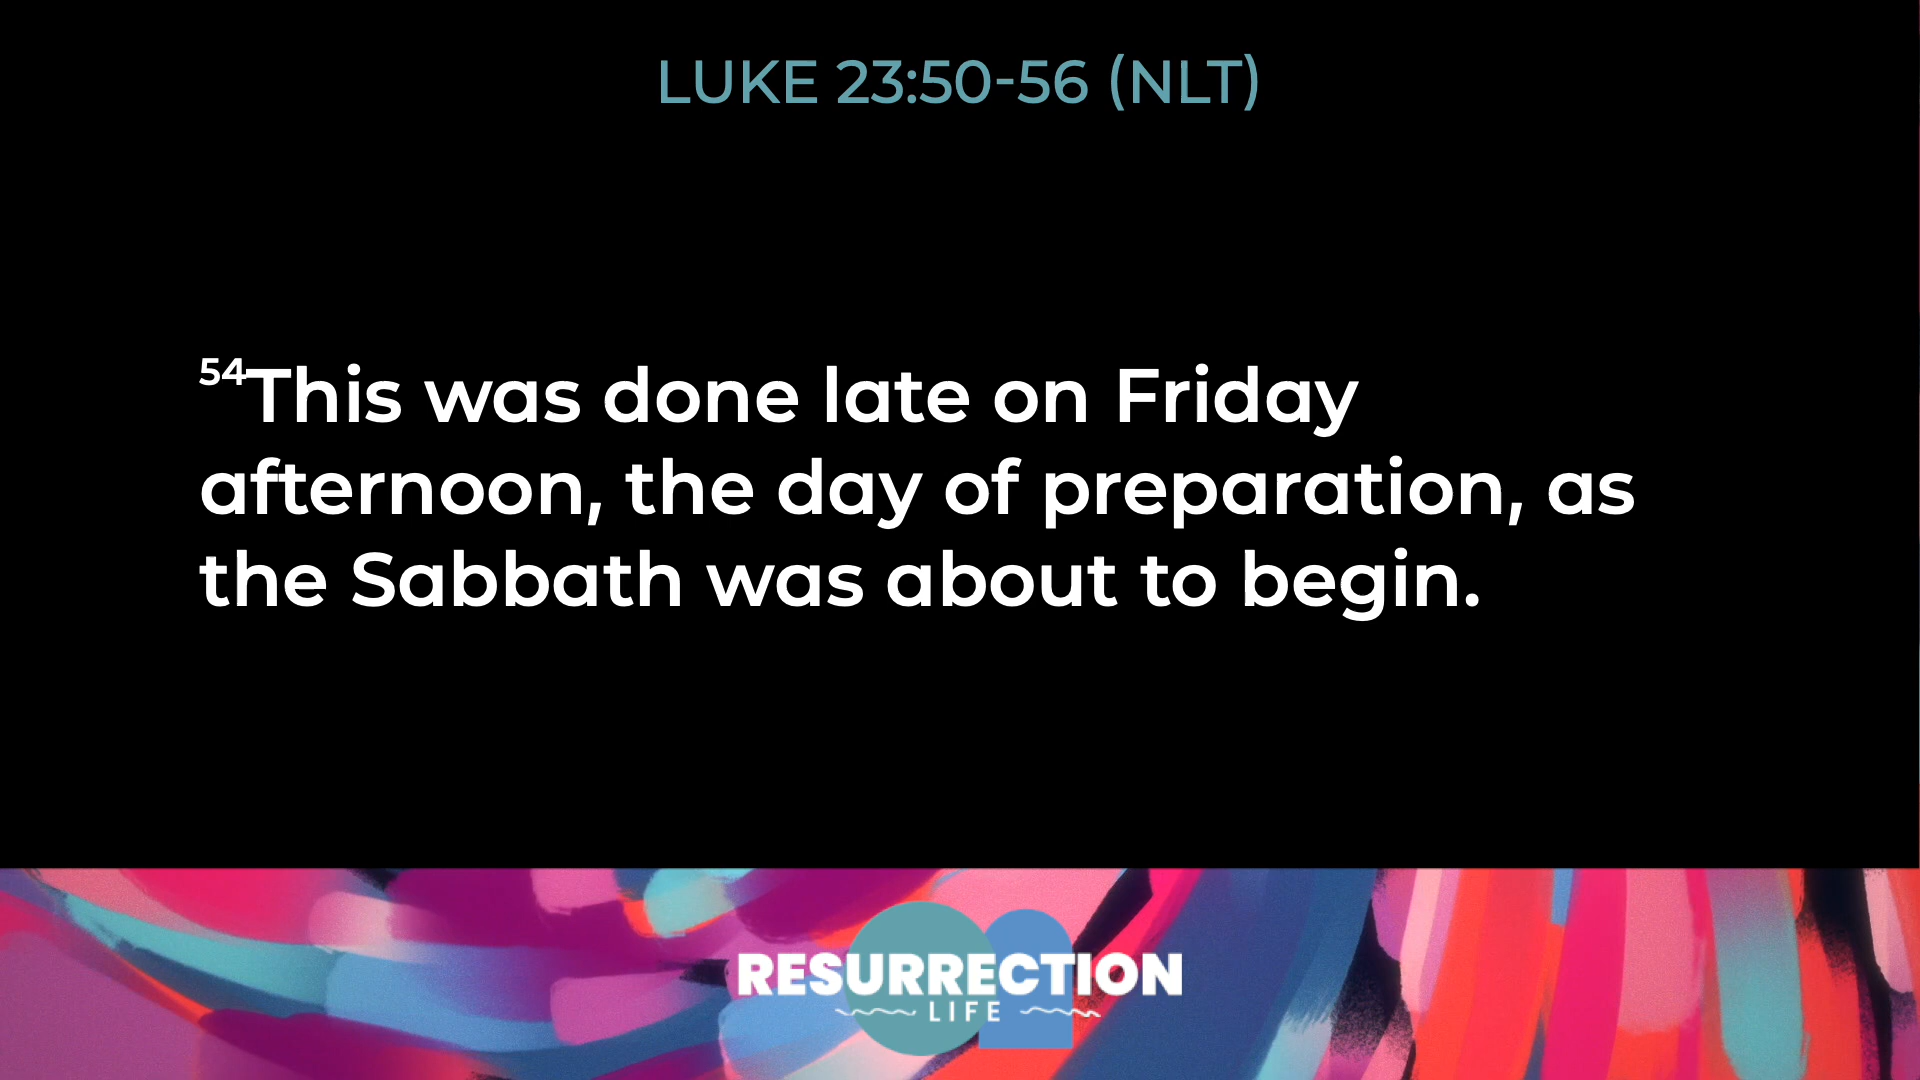 LUKE 23:50-56 (NLT)
54This was done late on Friday
afternoon, the day of preparation, as
the Sabbath was about to begin.
RESURRECTION
LIFE